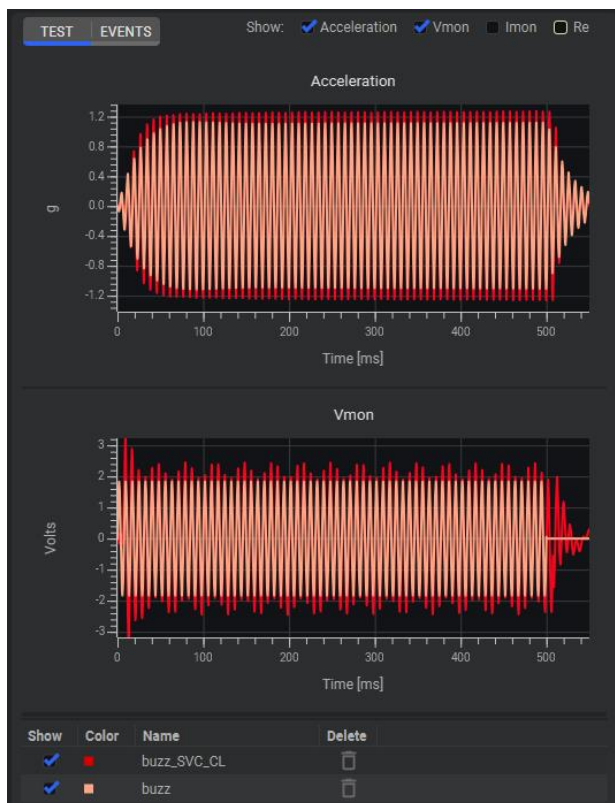 TEST EVENTS Show: Acceleration Vmon Imon Re
Acceleration
1.2
0.8
0.4
0.0
-0.4
-0.8
-1.2
g
0 100 200 300 400 500
Time [ms]
Vmon
3
2
1
0
-1
-2
-3
Volts
0 100 200 300 400 500
Time [ms]
Show Color Name Delete
buzz_SVC_CL
buzz